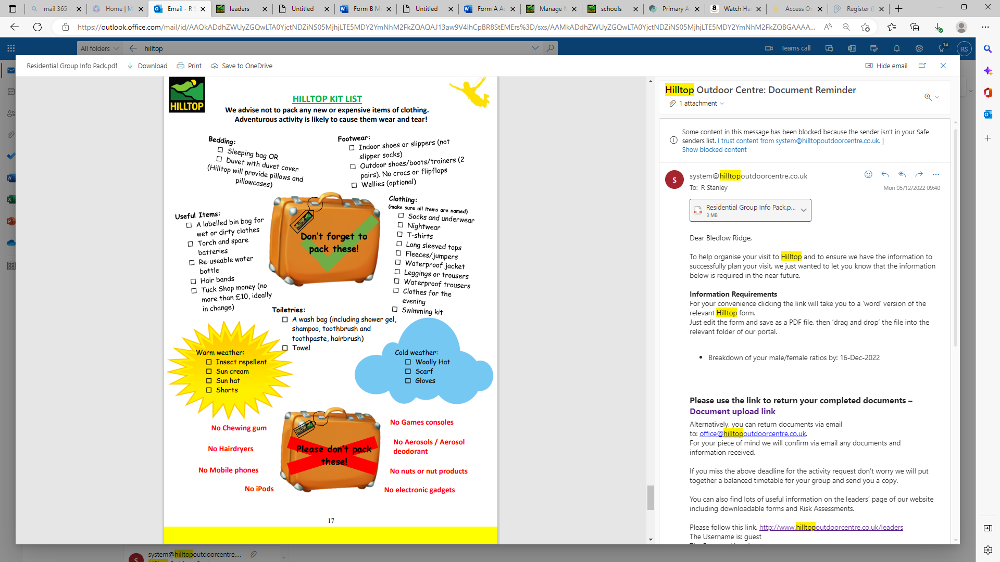 mail 365 -
Home | M
Email - R S
leaders
Untitled
Form B M
Untitled
Form A Ac
Manage M
schools
Primary A
Watch Ha
Access On
Register (
https://outlook.office.com/mail/id/AAQkADdhZWUyZGQwLTA0YjctNDZiNS05MjhjLTE5MDY2YmNhM2FkZQAQAJ13aw9V4lhCpBR8StEMErs%3D/sxs/AAMkADdhZWUyZGQwLTA0YjctNDZiNS05MjhjLTE5MDY2YmNhM2FkZQBGAAAA...
All folders
hilltop
Teams call
14
RS
Residential Group Info Pack.pdf
Download
Print
Save to OneDrive
Hide email
HILLTOP
HILLTOP KIT LIST
We advise not to pack any new or expensive items of clothing.
Adventurous activity is likely to cause them wear and tear!
Bedding:
Sleeping bag OR
Duvet with duvet cover
(Hilltop will provide pillows and
pillowcases)
Footwear:
Indoor shoes or slippers (not
slipper socks)
Outdoor shoes/boots/trainers (2
pairs). No crocs or flipflops
Wellies (optional)
Useful Items:
A labelled bin bag for
wet or dirty clothes
Torch and spare
batteries
Re-useable water
bottle
Hair bands
Tuck Shop money (no
more than £10, ideally
in change)
HILLTOP
Don't forget to
pack these!
Clothing:
(make sure all items are named)
Socks and underwear
Nightwear
T-shirts
Long sleeved tops
Fleeces/jumpers
Waterproof jacket
Leggings or trousers
Waterproof trousers
Clothes for the
evening
Swimming kit
Toiletries:
A wash bag (including shower gel,
shampoo, toothbrush and
toothpaste, hairbrush)
Towel
Warm weather:
Insect repellent
Sun cream
Sun hat
Shorts
Cold weather:
Woolly Hat
Scarf
Gloves
No Chewing gum
No Hairdryers
No Mobile phones
No iPods
HILLTOP
Please don't pack
these!
No Games consoles
No Aerosols / Aerosol
deodorant
No nuts or nut products
No electronic gadgets
17
Hilltop Outdoor Centre: Document Reminder
1 attachment
Some content in this message has been blocked because the sender isn't in your Safe
senders list. I trust content from system@hilltopoutdoorcentre.co.uk. |
Show blocked content
S
system@hilltopoutdoorcentre.co.uk
To: R Stanley
Mon 05/12/2022 09:40
Residential Group Info Pack.p...
3 MB
Dear Bledlow Ridge,
To help organise your visit to Hilltop and to ensure we have the information to
successfully plan your visit, we just wanted to let you know that the information
below is required in the near future.
Information Requirements
For your convenience clicking the link will take you to a 'word' version of the
relevant Hilltop form.
Just edit the form and save as a PDF file, then ‘drag and drop’ the file into the
relevant folder of our portal.
• Breakdown of your male/female ratios by: 16-Dec-2022
Please use the link to return your completed documents –
Document upload link
Alternatively, you can return documents via email
to: office@hilltopoutdoorcentre.co.uk.
For your piece of mind we will confirm via email any documents and
information received.
If you miss the above deadline for the activity request don't worry we will put
together a balanced timetable for your group and send you a copy.
You can also find lots of useful information on the leaders’ page of our website
including downloadable forms and Risk Assessments.
Please follow this link. http://www.hilltopoutdoorcentre.co.uk/leaders
The Username is: guest
S
system@hilltopoutdoorcentre....